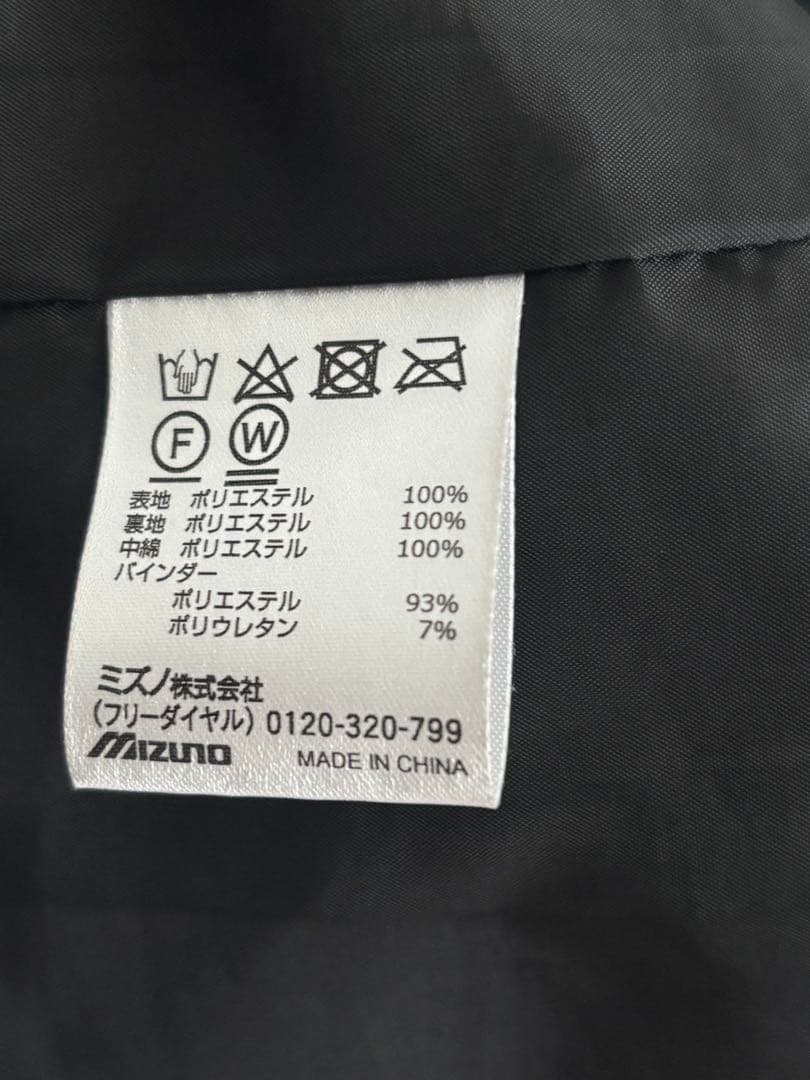 F W
表地 ポリエステル 100%
裏地 ポリエステル 100%
中綿 ポリエステル 100%
バインダー
ポリエステル 93%
ポリウレタン 7%
ミズノ株式会社
(フリーダイヤル) 0120-320-799
MIZUNO MADE IN CHINA